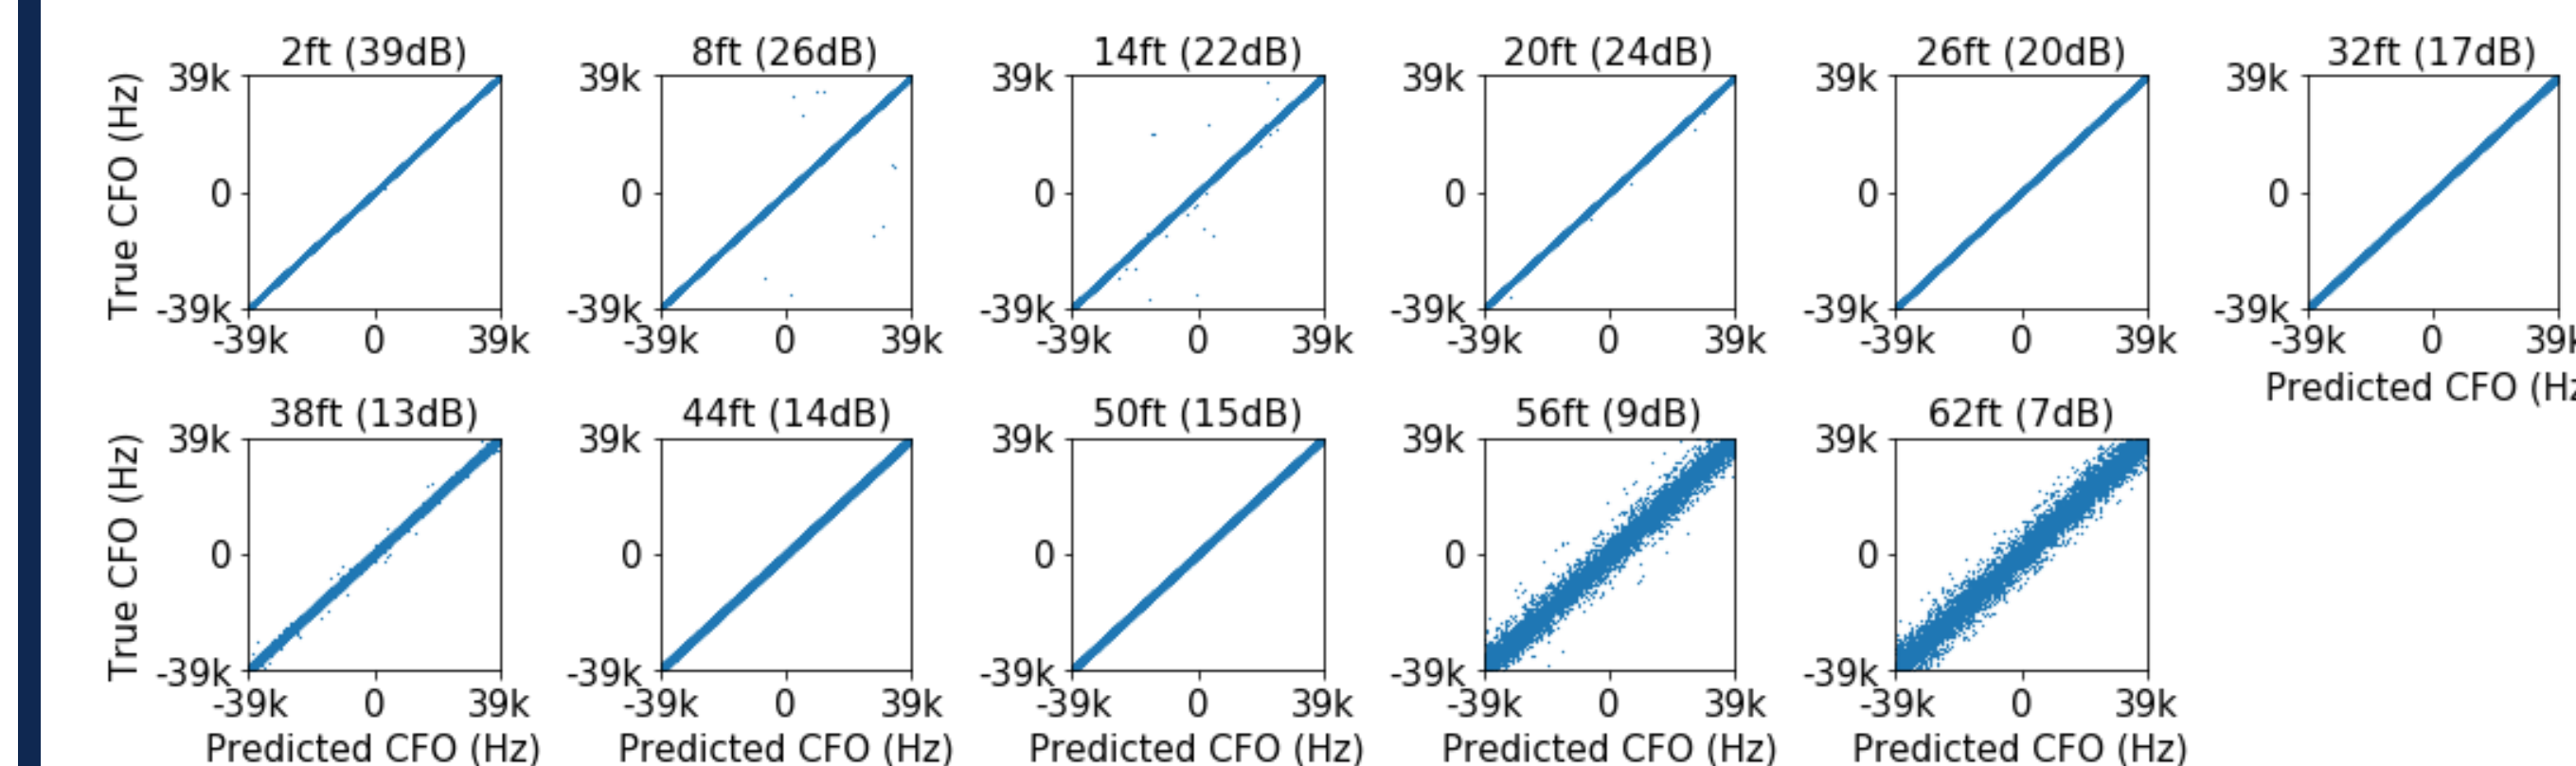 2ft (39dB) 8ft (26dB) 14ft (22dB) 20ft (24dB) 26ft (20dB) 32ft (17dB)
39k 39k 39k 39k 39k 39k
True CFO (Hz)
0 0 0 0 0 0
-39k -39k -39k -39k -39k -39k
-39k 0 39k -39k 0 39k -39k 0 39k -39k 0 39k -39k 0 39k -39k 0 39k
Predicted CFO (Hz
38ft (13dB) 44ft (14dB) 50ft (15dB) 56ft (9dB) 62ft (7dB)
39k 39k 39k 39k 39k
True CFO (Hz)
0 0 0 0 0
-39k -39k -39k -39k -39k
-39k 0 39k -39k 0 39k -39k 0 39k -39k 0 39k -39k 0 39k
Predicted CFO (Hz) Predicted CFO (Hz) Predicted CFO (Hz) Predicted CFO (Hz) Predicted CFO (Hz)